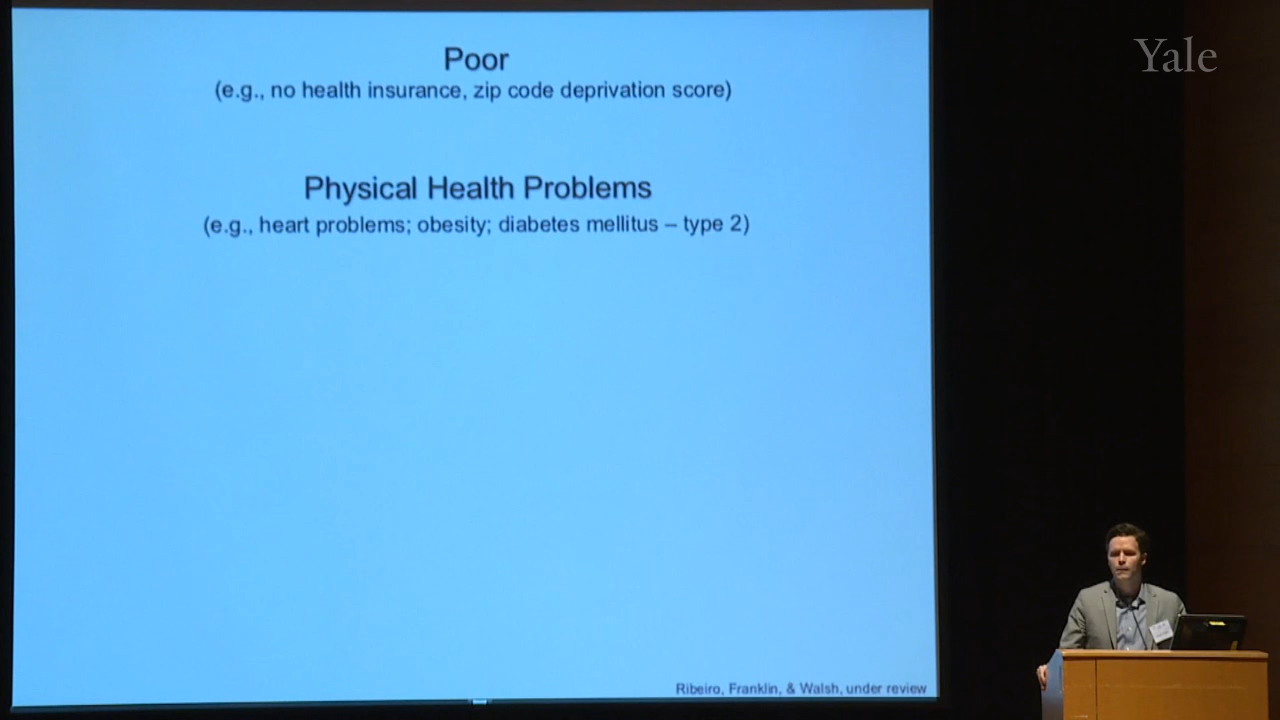 Yale
Poor
(e.g., no health insurance, zip code deprivation score)
Physical Health Problems
(e.g., heart problems; obesity; diabetes mellitus – type 2)
Ribeiro, Franklin, & Walsh, under review